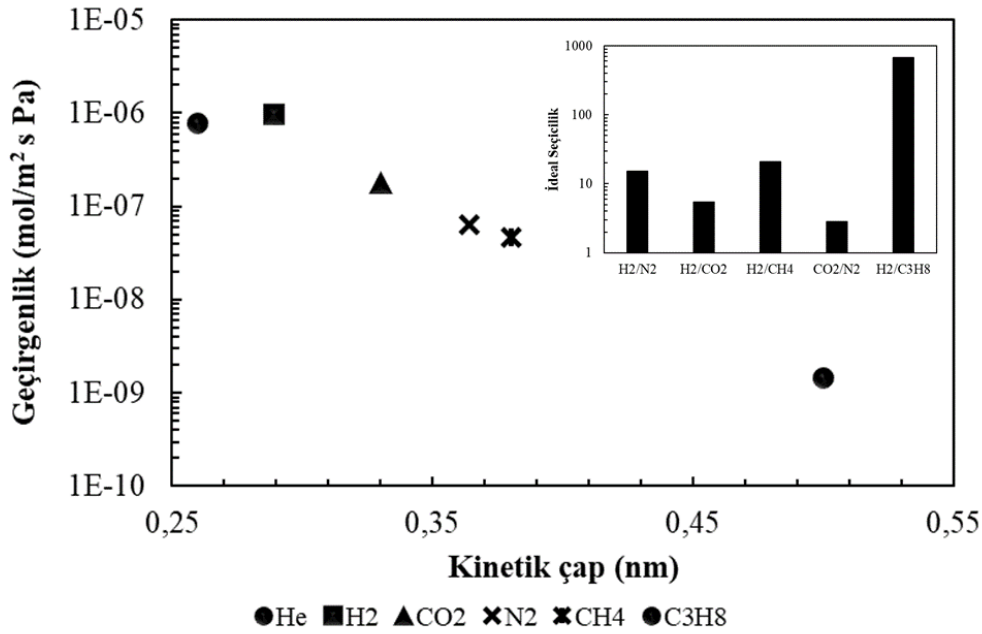 1E-05
1E-06
1E-07
1E-08
1E-09
1E-10
Geçirgenlik (mol/m² s Pa)
0,25 0,35 0,45 0,55
Kinetik çap (nm)
He H2 CO2 N2 CH4 C3H8
1000
100
10
1
İdeal Seçicilik
H2/N2 H2/CO2 H2/CH4 CO2/N2 H2/C3H8